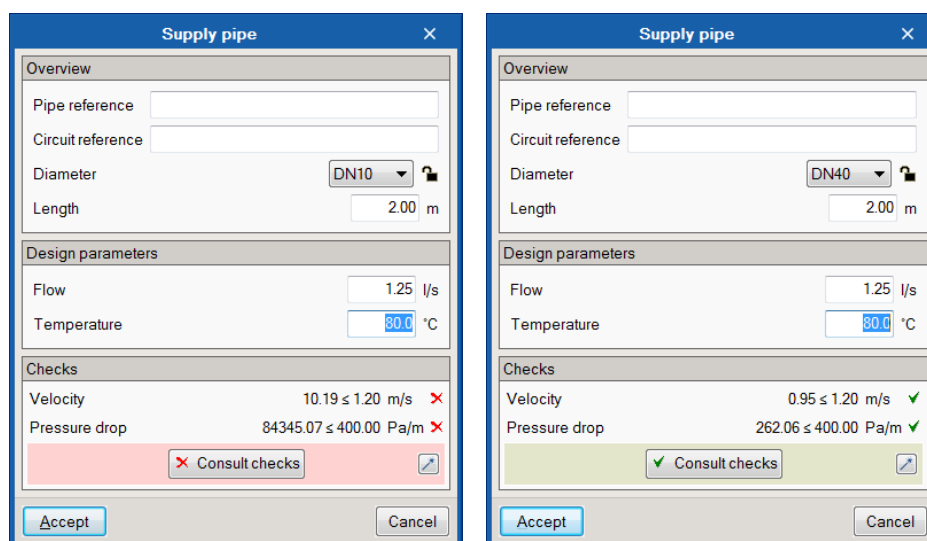 Supply pipe
Overview
Pipe reference
Circuit reference
Diameter DN10
Length 2.00 m
Design parameters
Flow 1.25 l/s
Temperature 80.0 °C
Checks
Velocity 10.19 ≤ 1.20 m/s
Pressure drop 84345.07 ≤ 400.00 Pa/m
Consult checks
Accept Cancel
Supply pipe
Overview
Pipe reference
Circuit reference
Diameter DN40
Length 2.00 m
Design parameters
Flow 1.25 l/s
Temperature 80.0 °C
Checks
Velocity 0.95 ≤ 1.20 m/s
Pressure drop 262.06 ≤ 400.00 Pa/m
Consult checks
Accept Cancel